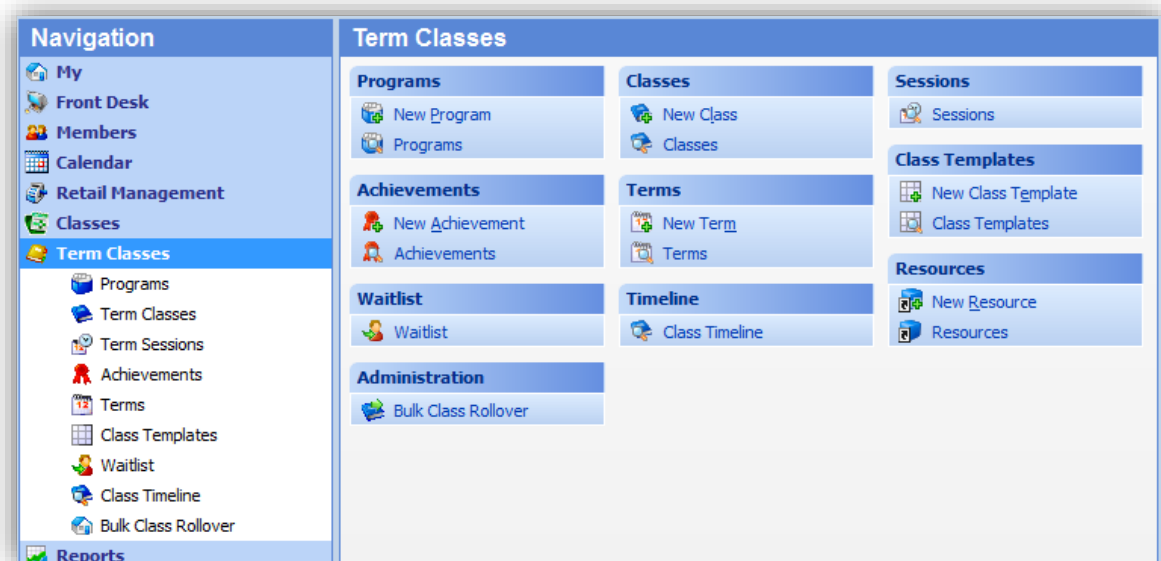 Navigation
My
Front Desk
Members
Calendar
Retail Management
Classes
Term Classes
Programs
Term Classes
Term Sessions
Achievements
Terms
Class Templates
Waitlist
Class Timeline
Bulk Class Rollover
Reports
Term Classes
Programs
New Program
Programs
Achievements
New Achievement
Achievements
Waitlist
Waitlist
Administration
Bulk Class Rollover
Classes
New Class
Classes
Terms
New Term
Terms
Timeline
Class Timeline
Sessions
Sessions
Class Templates
New Class Template
Class Templates
Resources
New Resource
Resources